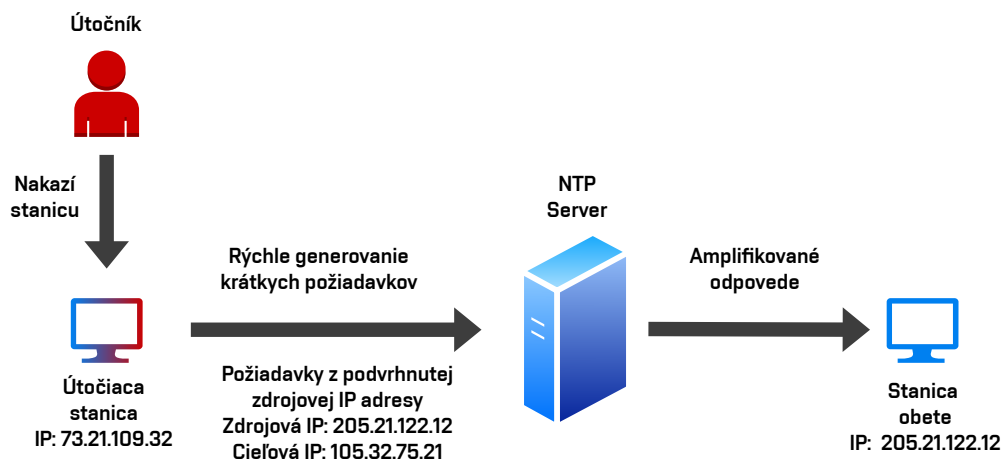 Útočník
Nakazí
stanicu
Útočiaca
stanica
IP: 73.21.109.32
Rýchle generovanie
krátkych požiadavkov
Požiadavky z podvrhnutej
zdrojovej IP adresy
Zdrojová IP: 205.21.122.12
Cieľová IP: 105.32.75.21
NTP
Server
Amplifikované
odpovede
Stanica
obete
IP: 205.21.122.12